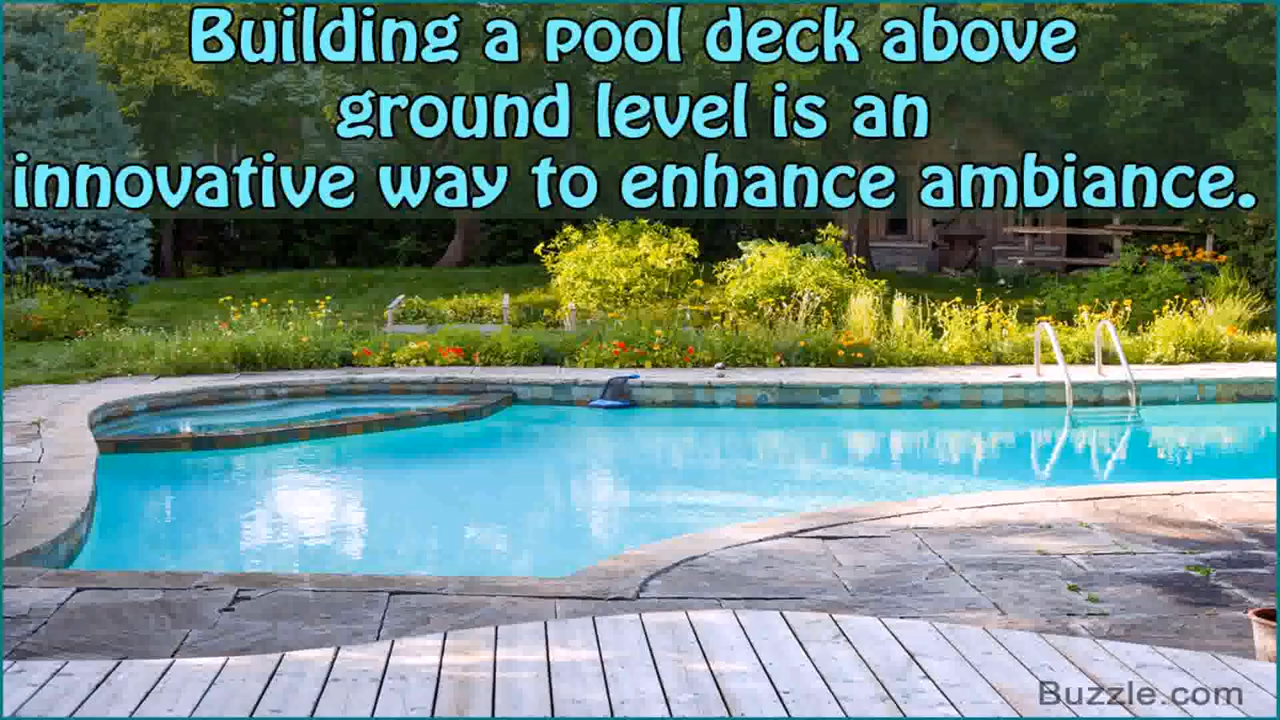 Building a pool deck above
ground level is an
innovative way to enhance ambiance.
Buzzle.com